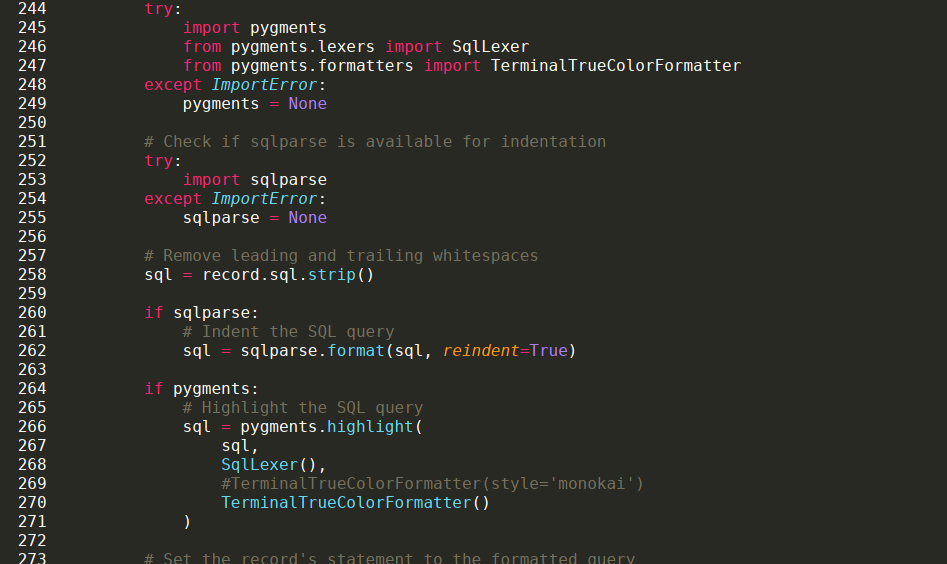 244 try:
245 import pygments
246 from pygments.lexers import SqlLexer
247 from pygments.formatters import TerminalTrueColorFormatter
248 except ImportError:
249 pygments = None
250
251 # Check if sqlparse is available for indentation
252 try:
253 import sqlparse
254 except ImportError:
255 sqlparse = None
256
257 # Remove leading and trailing whitespaces
258 sql = record.sql.strip()
259
260 if sqlparse:
261 # Indent the SQL query
262 sql = sqlparse.format(sql, reindent=True)
263
264 if pygments:
265 # Highlight the SQL query
266 sql = pygments.highlight(
267 sql,
268 SqlLexer(),
269 #TerminalTrueColorFormatter(style='monokai')
270 TerminalTrueColorFormatter()
271 )
272
273 # Set the record's statement to the formatted query